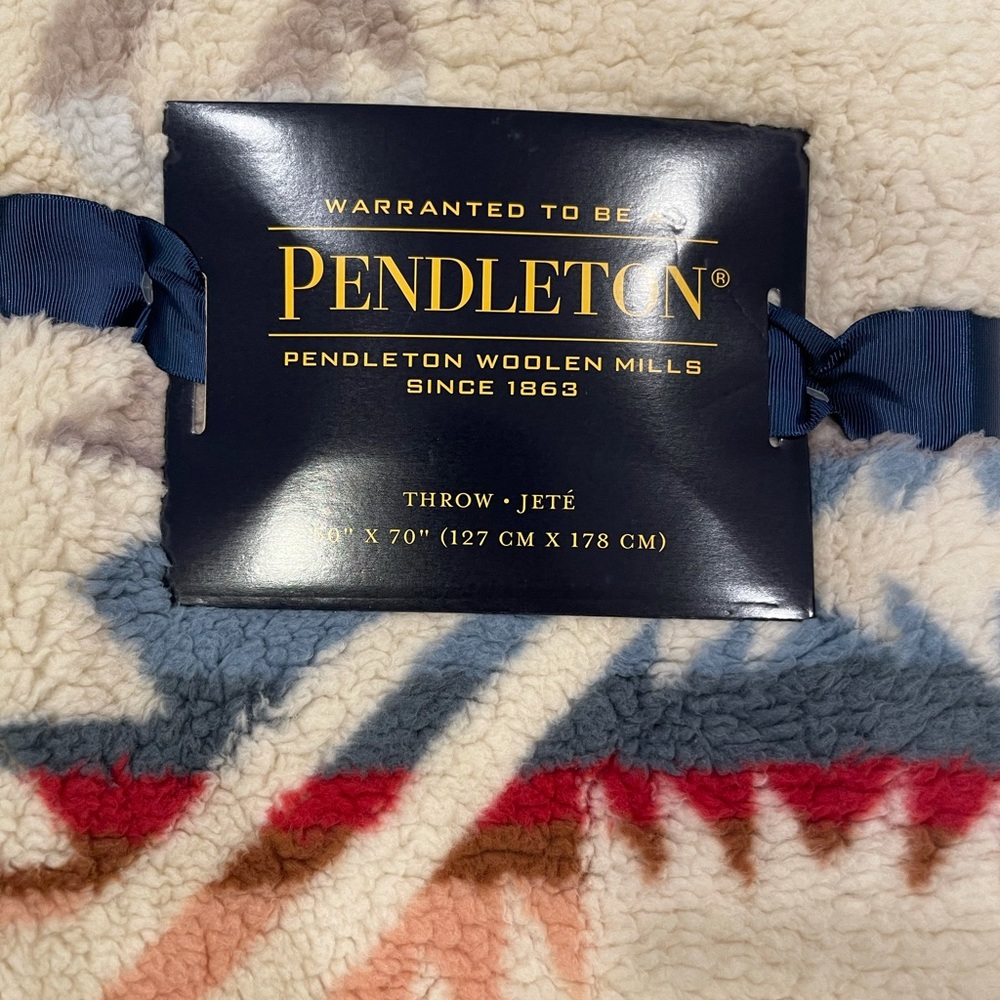 WARRANTED TO BE A
PENDLETON®
PENDLETON WOOLEN MILLS
SINCE 1863
THROW • JETÉ
50" X 70" (127 CM X 178 CM)